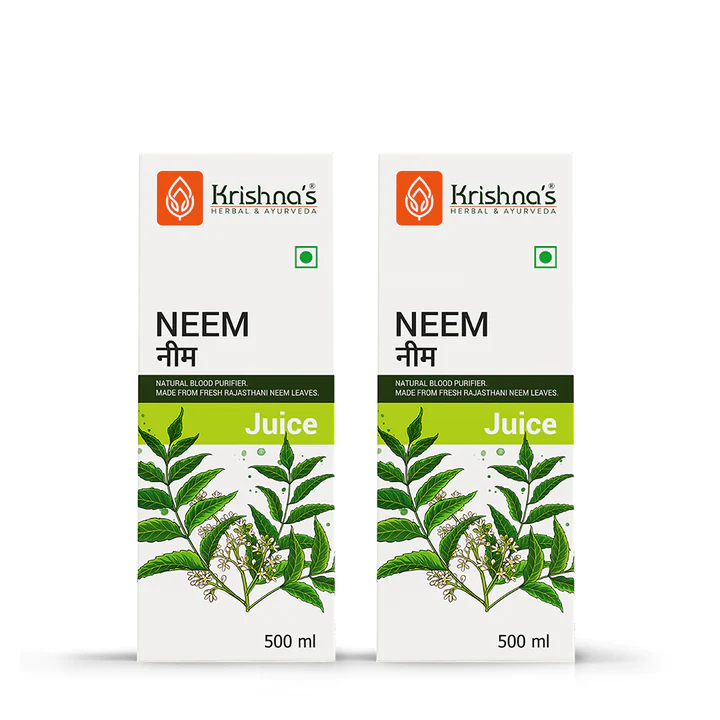 Krishna's®
HERBAL & AYURVEDA
NEEM
नीम
NATURAL BLOOD PURIFIER.
MADE FROM FRESH RAJASTHANI NEEM LEAVES.
Juice
500 ml
Krishna's®
HERBAL & AYURVEDA
NEEM
नीम
NATURAL BLOOD PURIFIER.
MADE FROM FRESH RAJASTHANI NEEM LEAVES.
Juice
500 ml